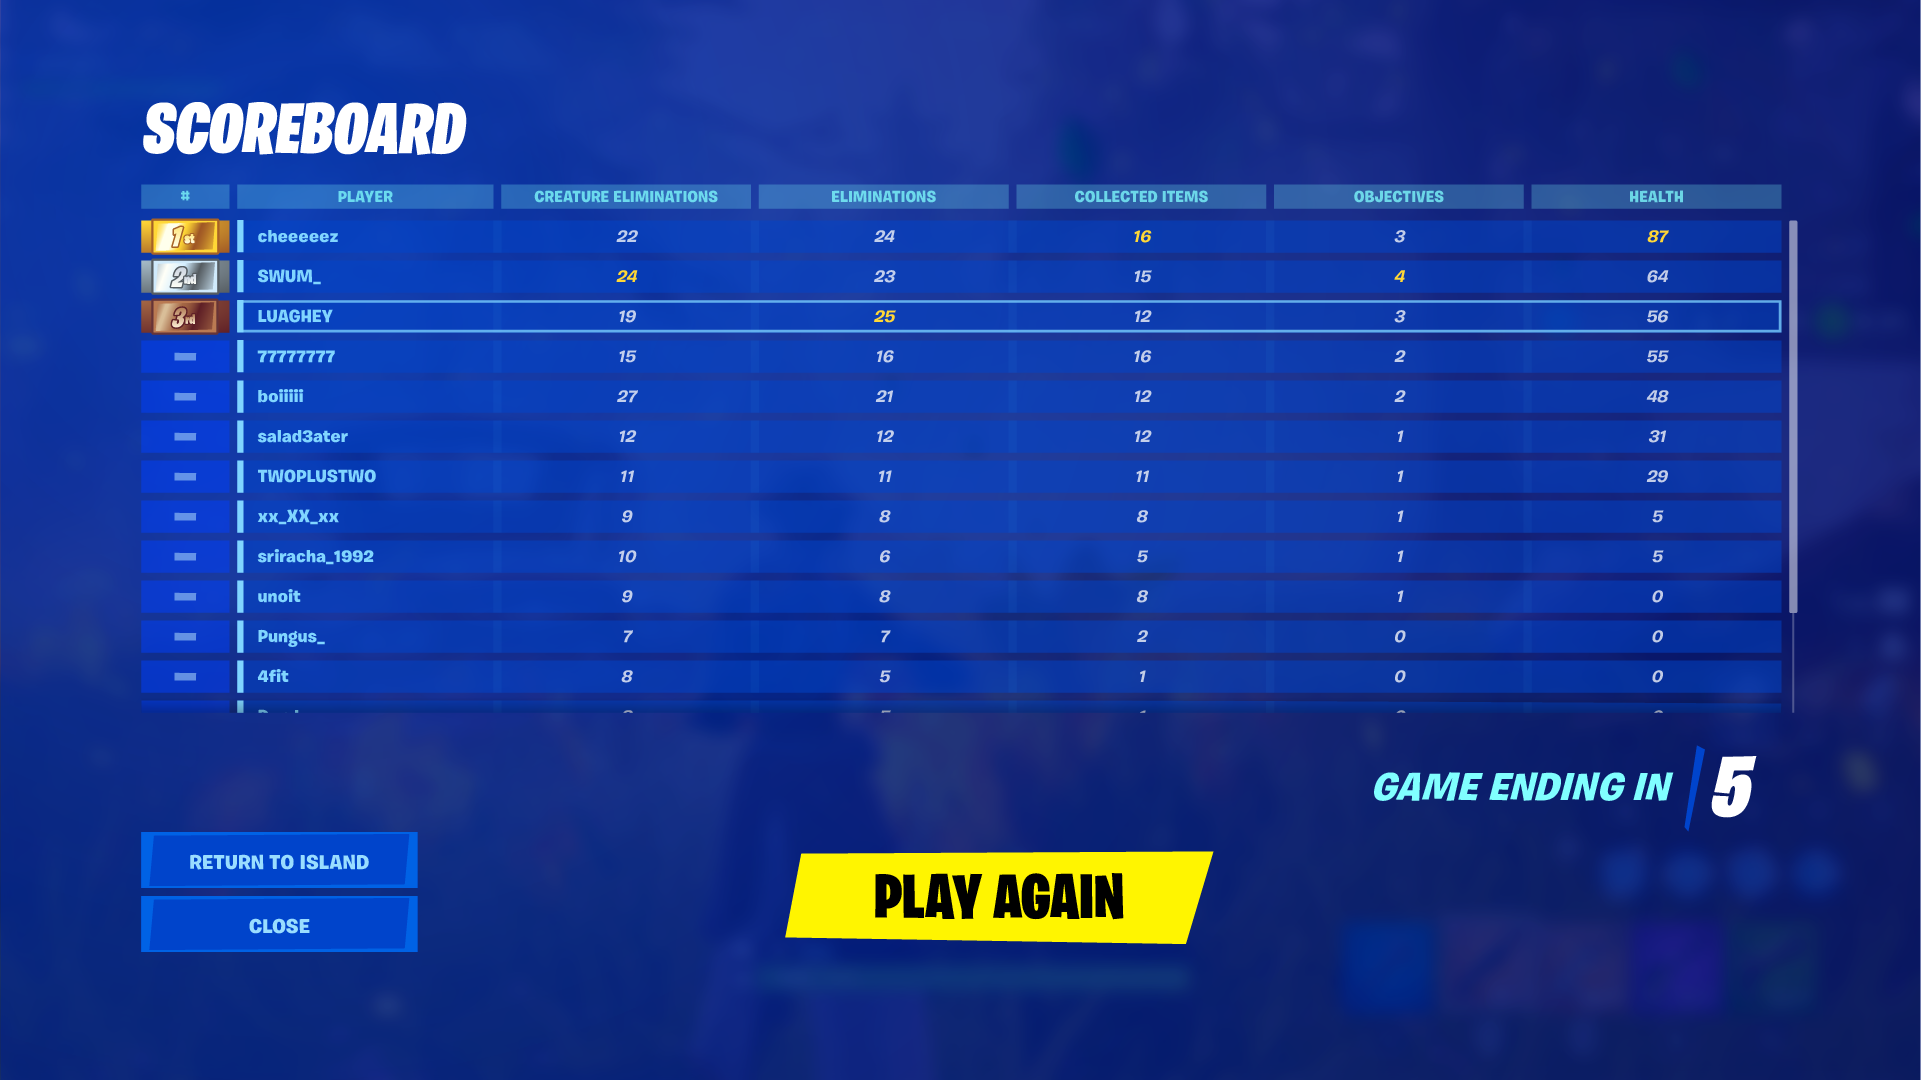 SCOREBOARD
# PLAYER CREATURE ELIMINATIONS ELIMINATIONS COLLECTED ITEMS OBJECTIVES HEALTH
1st cheeeeez 22 24 16 3 87
2nd SWUM_ 24 23 15 4 64
3rd LUAGHEY 19 25 12 3 56
77777777 15 16 16 2 55
boiiiii 27 21 12 2 48
salad3ater 12 12 12 1 31
TWOPLUSTWO 11 11 11 1 29
xx_XX_xx 9 8 8 1 5
sriracha_1992 10 6 5 1 5
unoit 9 8 8 1 0
Pungus_ 7 7 2 0 0
4fit 8 5 1 0 0
GAME ENDING IN 5
RETURN TO ISLAND
PLAY AGAIN
CLOSE